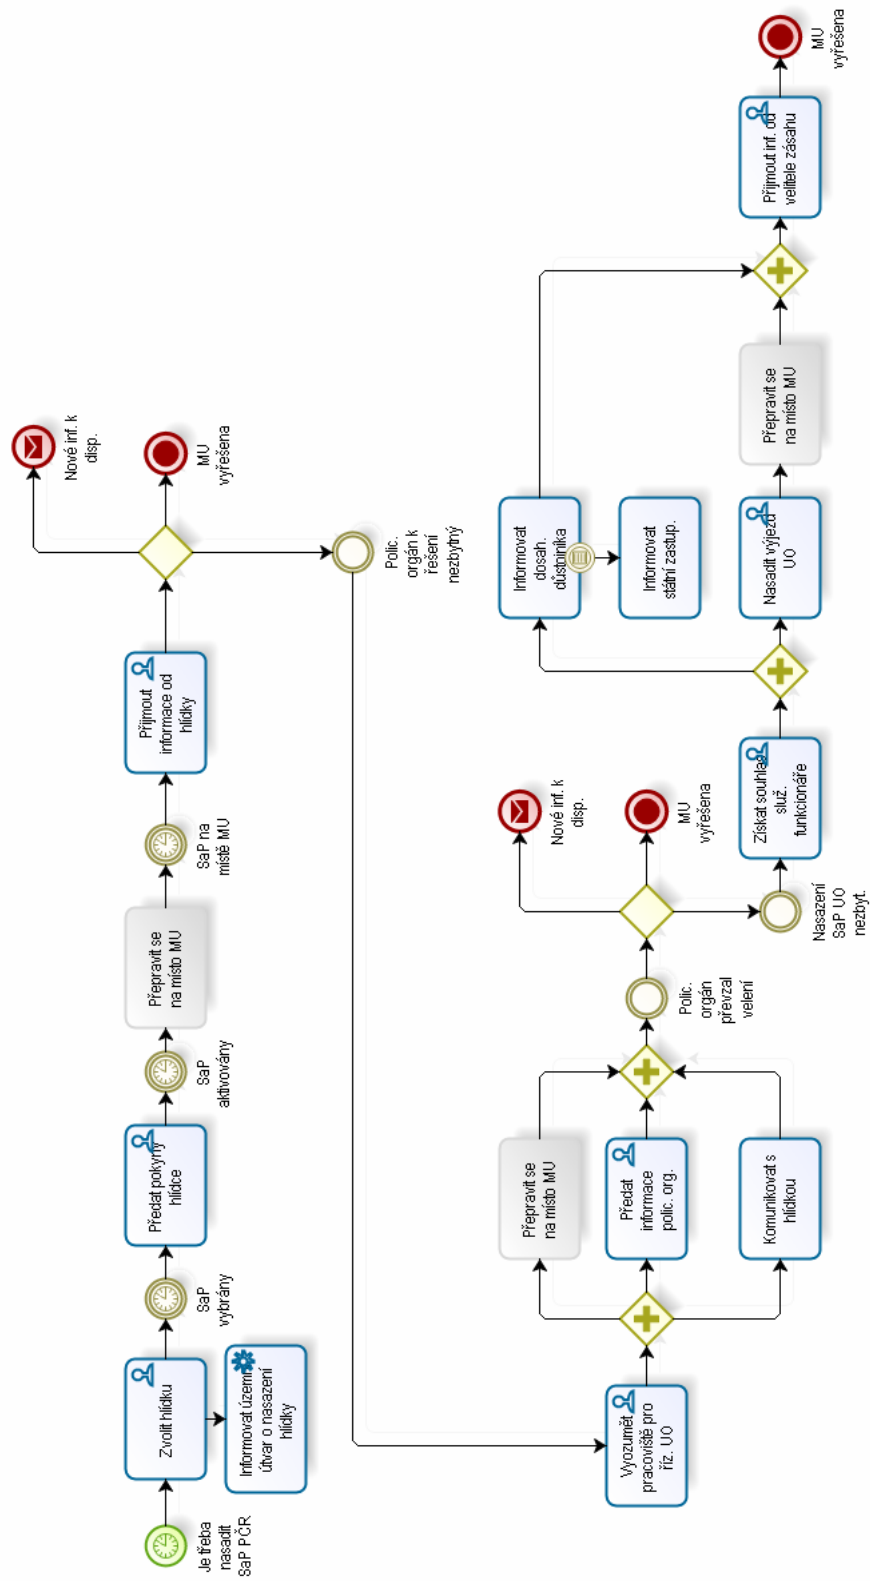 Je třeba
nasadit
SaP PČR
Zvolit hlídku
Informovat územ
útvar o nasazení
hlídky
SaP
vybrány
Předat pokyny
hlídce
SaP
aktivovány
Přepravit se
na místo MU
SaP na
místě MU
Přijmout
informace od
hlídky
Nové inf. k
disp.
MU
vyřešena
Polic.
orgán k
řešení
nezbytný
Vyozumět
pracoviště pro
říz. UO
Přepravit se
na místo MU
Předat
informace
polic. org.
Komunikovat s
hlídkou
Polic.
orgán
převzal
velení
Nové inf. k
disp.
MU
vyřešena
Nasazení
SaP UO
nezbyt.
Získat souhlas
služ.
funkcionáře
Informovat
dosah.
důstojníka
Informovat
státní zastup.
Nasadit výjezd
UO
Přepravit se
na místo MU
Přijmout inf. od
velitele zásahu
MU
vyřešena